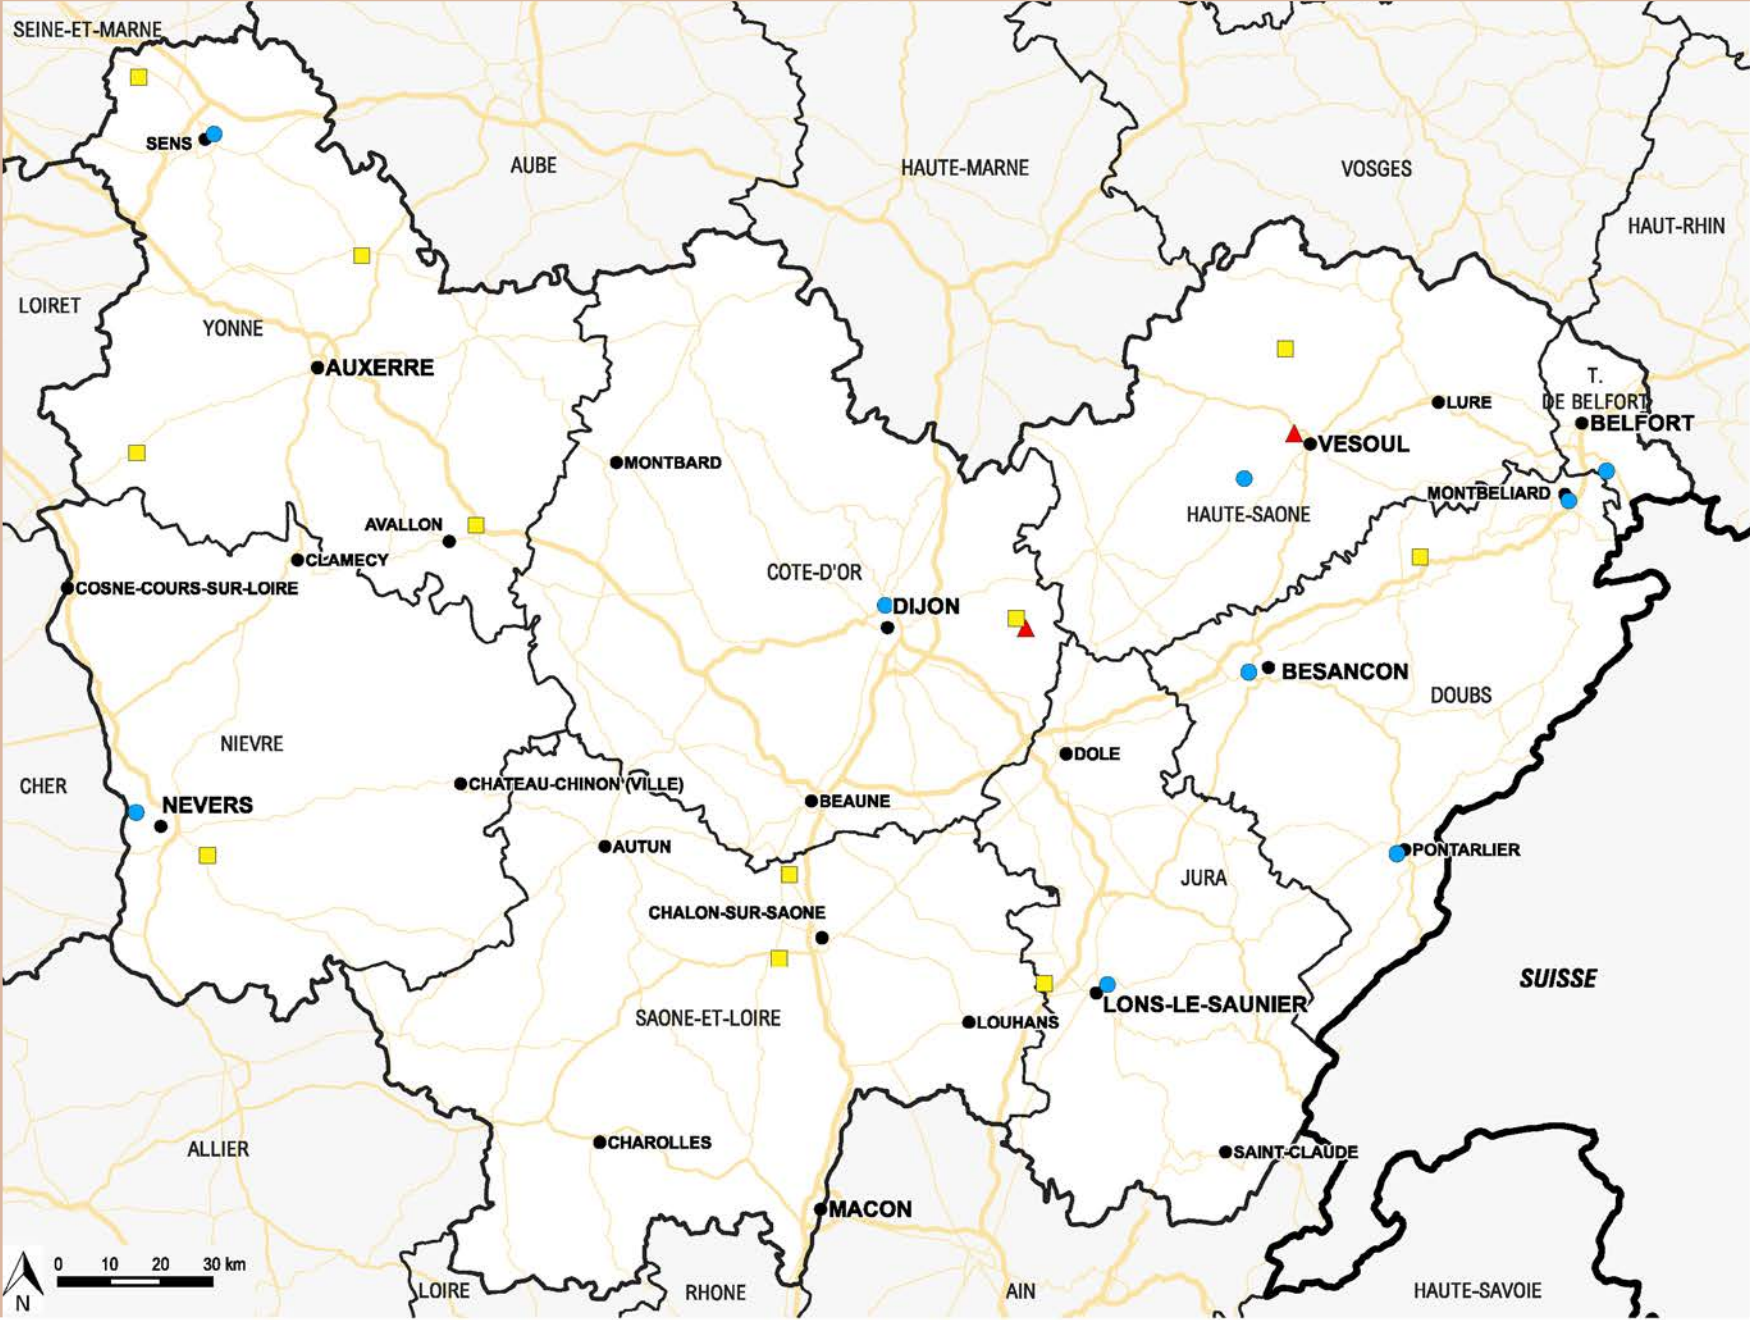 SEINE-ET-MARNE
SENS
AUBE
HAUTE-MARNE
VOSGES
HAUT-RHIN
LOIRET
YONNE
AUXERRE
T.
DE BELFORT
LURE
BELFORT
VESOUL
MONTBARD
MONTBELIARD
HAUTE-SAONE
AVALLON
CLAMECY
COTE-D'OR
COSNE-COURS-SUR-LOIRE
DIJON
BESANCON
DOUBS
NIEVRE
DOLE
CHER
CHATEAU-CHINON (VILLE)
NEVERS
BEAUNE
AUTUN
PONTARLIER
JURA
CHALON-SUR-SAONE
SUISSE
LONS-LE-SAUNIER
SAONE-ET-LOIRE
LOUHANS
ALLIER
CHAROLLES
SAINT-CLAUDE
MACON
0 10 20 30 km
N
LOIRE
RHONE
AIN
HAUTE-SAVOIE